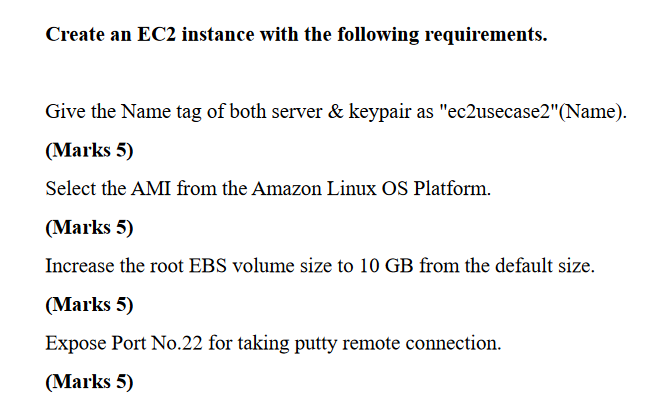 Create an EC2 instance with the following requirements.
Give the Name tag of both server & keypair as "ec2usecase2"(Name).
(Marks 5)
Select the AMI from the Amazon Linux OS Platform.
(Marks 5)
Increase the root EBS volume size to 10 GB from the default size.
(Marks 5)
Expose Port No.22 for taking putty remote connection.
(Marks 5)